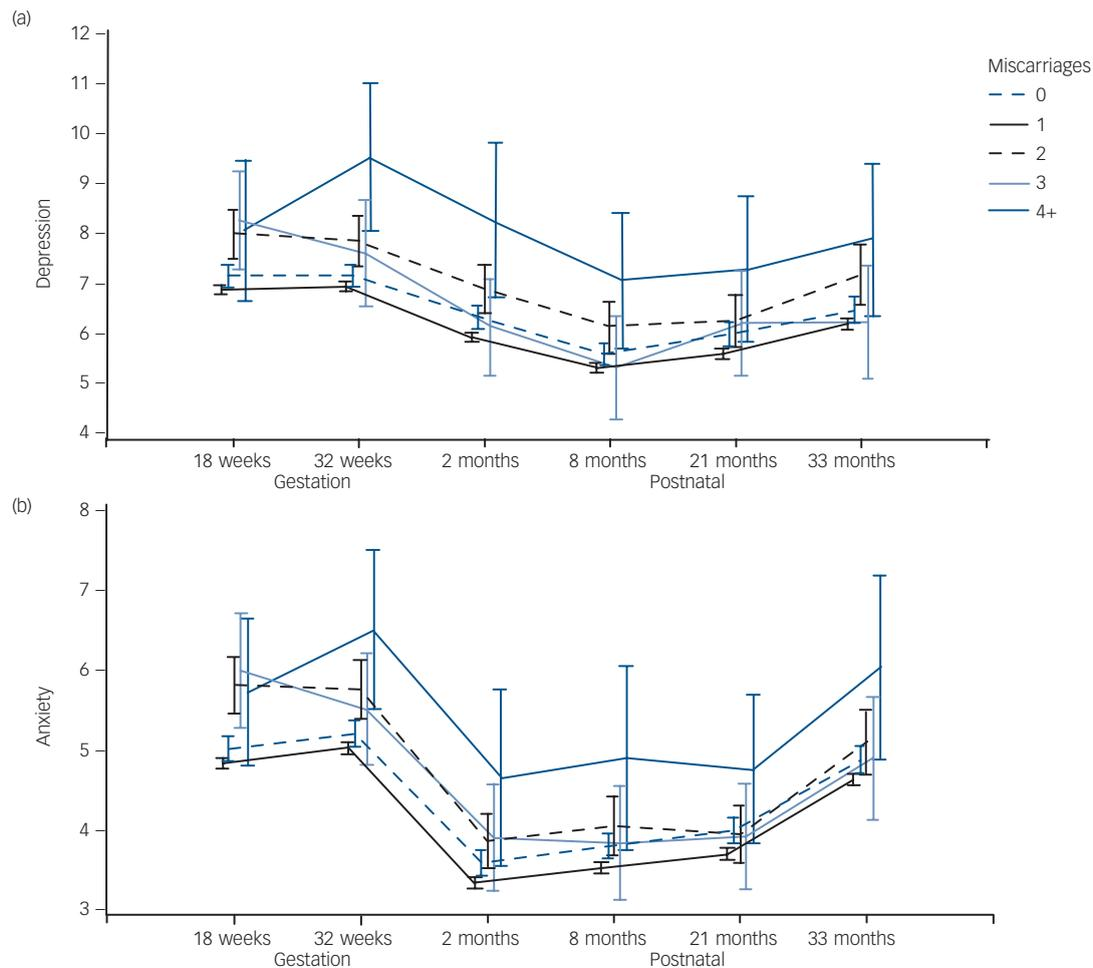 (a)
12
11
10
9
8
7
6
5
4
Depression
18 weeks 32 weeks 2 months 8 months 21 months 33 months
Gestation Postnatal
Miscarriages
0
1
2
3
4+
(b)
8
7
6
5
4
3
Anxiety
18 weeks 32 weeks 2 months 8 months 21 months 33 months
Gestation Postnatal